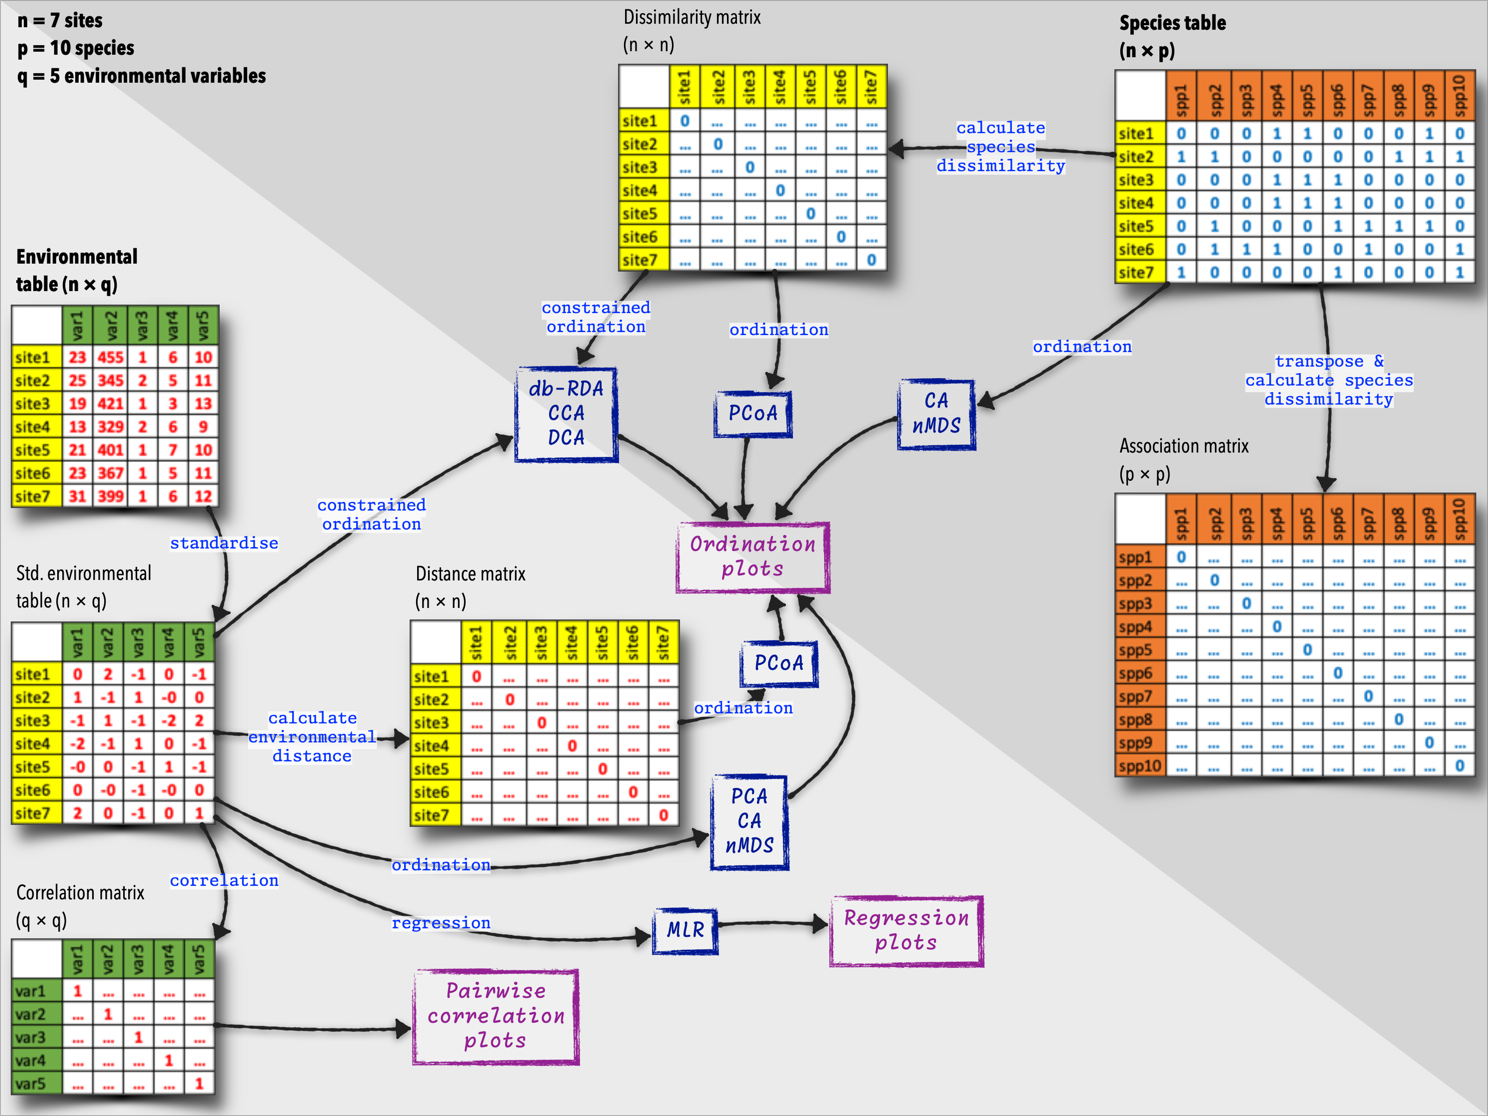 n = 7 sites
p = 10 species
q = 5 environmental variables
Dissimilarity matrix
(n × n)
site1 site2 site3 site4 site5 site6 site7
site1 0 ... ... ... ... ... ...
site2 ... 0 ... ... ... ... ...
site3 ... ... 0 ... ... ... ...
site4 ... ... ... 0 ... ... ...
site5 ... ... ... ... 0 ... ...
site6 ... ... ... ... ... 0 ...
site7 ... ... ... ... ... ... 0
calculate
species
dissimilarity
Species table
(n × p)
spp1 spp2 spp3 spp4 spp5 spp6 spp7 spp8 spp9 spp10
site1 0 0 0 1 1 0 0 0 1 0
site2 1 1 0 0 0 0 0 1 1 1
site3 0 0 0 1 1 1 0 0 0 0
site4 0 0 0 1 1 1 0 0 0 0
site5 0 1 0 0 0 1 1 1 1 0
site6 0 1 1 1 0 0 1 0 0 1
site7 1 0 0 0 0 1 0 0 0 1
Environmental
table (n × q)
var1 var2 var3 var4 var5
site1 23 455 1 6 10
site2 25 345 2 5 11
site3 19 421 1 3 13
site4 13 329 2 6 9
site5 21 401 1 7 10
site6 23 367 1 5 11
site7 31 399 1 6 12
constrained
ordination
ordination
ordination
transpose &
calculate species
dissimilarity
db-RDA
CCA
DCA
PCoA
CA
nMDS
Association matrix
(p × p)
spp1 spp2 spp3 spp4 spp5 spp6 spp7 spp8 spp9 spp10
spp1 0 ... ... ... ... ... ... ... ... ...
spp2 ... 0 ... ... ... ... ... ... ... ...
spp3 ... ... 0 ... ... ... ... ... ... ...
spp4 ... ... ... 0 ... ... ... ... ... ...
spp5 ... ... ... ... 0 ... ... ... ... ...
spp6 ... ... ... ... ... 0 ... ... ... ...
spp7 ... ... ... ... ... ... 0 ... ... ...
spp8 ... ... ... ... ... ... ... 0 ... ...
spp9 ... ... ... ... ... ... ... ... 0 ...
spp10 ... ... ... ... ... ... ... ... ... 0
constrained
ordination
standardise
Ordination
plots
Std. environmental
table (n × q)
var1 var2 var3 var4 var5
site1 0 2 -1 0 -1
site2 1 -1 1 -0 0
site3 -1 1 -1 -2 2
site4 -2 -1 1 0 -1
site5 -0 0 -1 1 -1
site6 0 -0 -1 -0 0
site7 2 0 -1 0 1
calculate
environmental
distance
Distance matrix
(n × n)
site1 site2 site3 site4 site5 site6 site7
site1 0 ... ... ... ... ... ...
site2 ... 0 ... ... ... ... ...
site3 ... ... 0 ... ... ... ...
site4 ... ... ... 0 ... ... ...
site5 ... ... ... ... 0 ... ...
site6 ... ... ... ... ... 0 ...
site7 ... ... ... ... ... ... 0
PCoA
ordination
PCA
CA
nMDS
ordination
correlation
regression
MLR
Regression
plots
Correlation matrix
(q × q)
var1 var2 var3 var4 var5
var1 1 ... ... ... ...
var2 ... 1 ... ... ...
var3 ... ... 1 ... ...
var4 ... ... ... 1 ...
var5 ... ... ... ... 1
Pairwise
correlation
plots